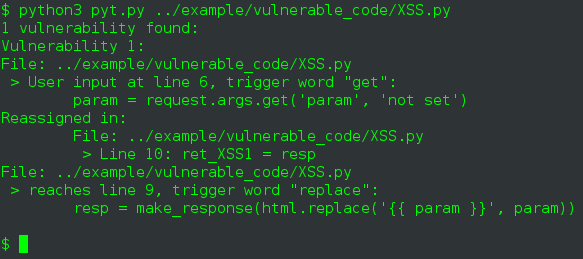 $ python3 pyt.py ../example/vulnerable_code/XSS.py
1 vulnerability found:
Vulnerability 1:
File: ../example/vulnerable_code/XSS.py
 > User input at line 6, trigger word "get":
        param = request.args.get('param', 'not set')
Reassigned in:
        File: ../example/vulnerable_code/XSS.py
         > Line 10: ret_XSS1 = resp
File: ../example/vulnerable_code/XSS.py
 > reaches line 9, trigger word "replace":
        resp = make_response(html.replace('{{ param }}', param))
$